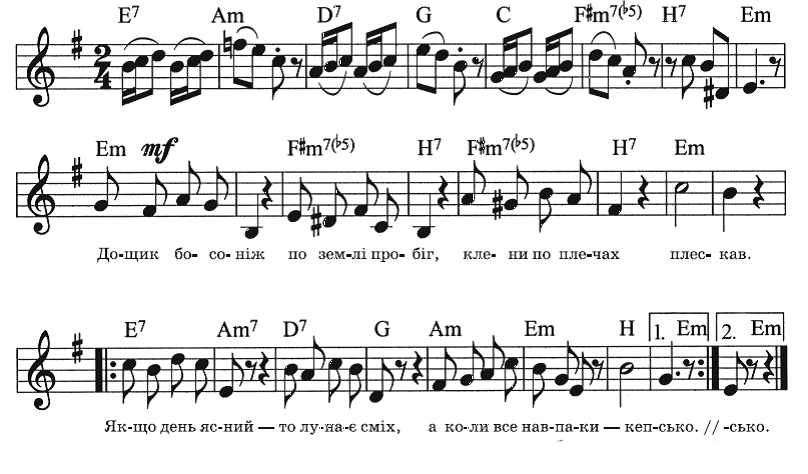 E7 Am D7 G C F#m7(b5) H7 Em
2/4
Em mf F#m7(b5) H7 F#m7(b5) H7 Em
До-щик бо-со-ніж по зем-лі про-біг, кле-ни по пле-чах плес-кав.
E7 Am7 D7 G Am Em H 1. Em 2. Em
Як-що день яс-ний — то лу-на-є сміх, а ко-ли все нав-па-ки — кеп-сько. // -сько.